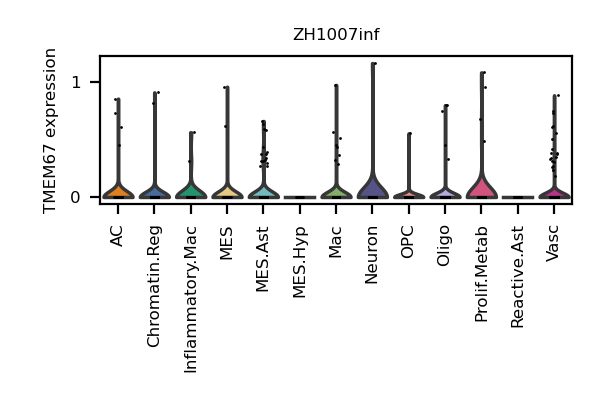 ZH1007inf
TMEM67 expression
1
0
AC
Chromatin.Reg
Inflammatory.Mac
MES
MES.Ast
MES.Hyp
Mac
Neuron
OPC
Oligo
Prolif.Metab
Reactive.Ast
Vasc